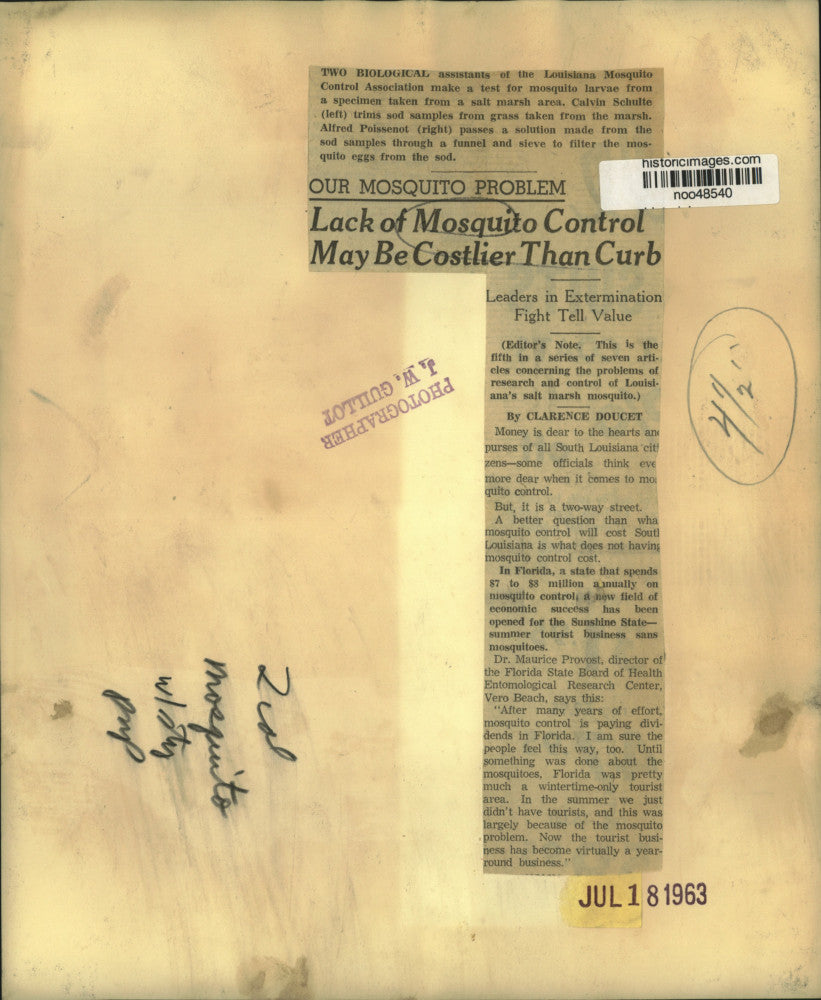 TWO BIOLOGICAL assistants of the Louisiana Mosquito
Control Association make a test for mosquito larvae from
a specimen taken from a salt marsh area. Calvin Schulte
(left) trims sod samples from grass taken from the marsh.
Alfred Poissenot (right) passes a solution made from the
sod samples through a funnel and sieve to filter the mos-
quito eggs from the sod.
historicimages.com
noo48540
OUR MOSQUITO PROBLEM
Lack of Mosquito Control
May Be Costlier Than Curb
Leaders in Extermination
Fight Tell Value
(Editor's Note. This is the
fifth in a series of seven arti-
cles concerning the problems of
research and control of Louisi-
ana's salt marsh mosquito.)
By CLARENCE DOUCET
Money is dear to the hearts an
purses of all South Louisiana citi
zens—some officials think eve
more dear when it comes to mos
quito control.
But, it is a two-way street.
A better question than wha
mosquito control will cost Sout
Louisiana is what does not having
mosquito control cost.
In Florida, a state that spends
$7 to $8 million annually on
mosquito control, a new field of
economic success has been
opened for the Sunshine State—
summer tourist business sans
mosquitoes.
Dr. Maurice Provost, director of
the Florida State Board of Health
Entomological Research Center,
Vero Beach, says this:
"After many years of effort,
mosquito control is paying divi-
dends in Florida. I am sure the
people feel this way, too. Until
something was done about the
mosquitoes, Florida was pretty
much a wintertime-only tourist
area. In the summer we just
didn't have tourists, and this was
largely because of the mosquito
problem. Now the tourist busi-
ness has become virtually a year-
round business."
PHOTOGRAPHER
J. W. GUILLOT
2 col
Mosquito
JUL 18 1963